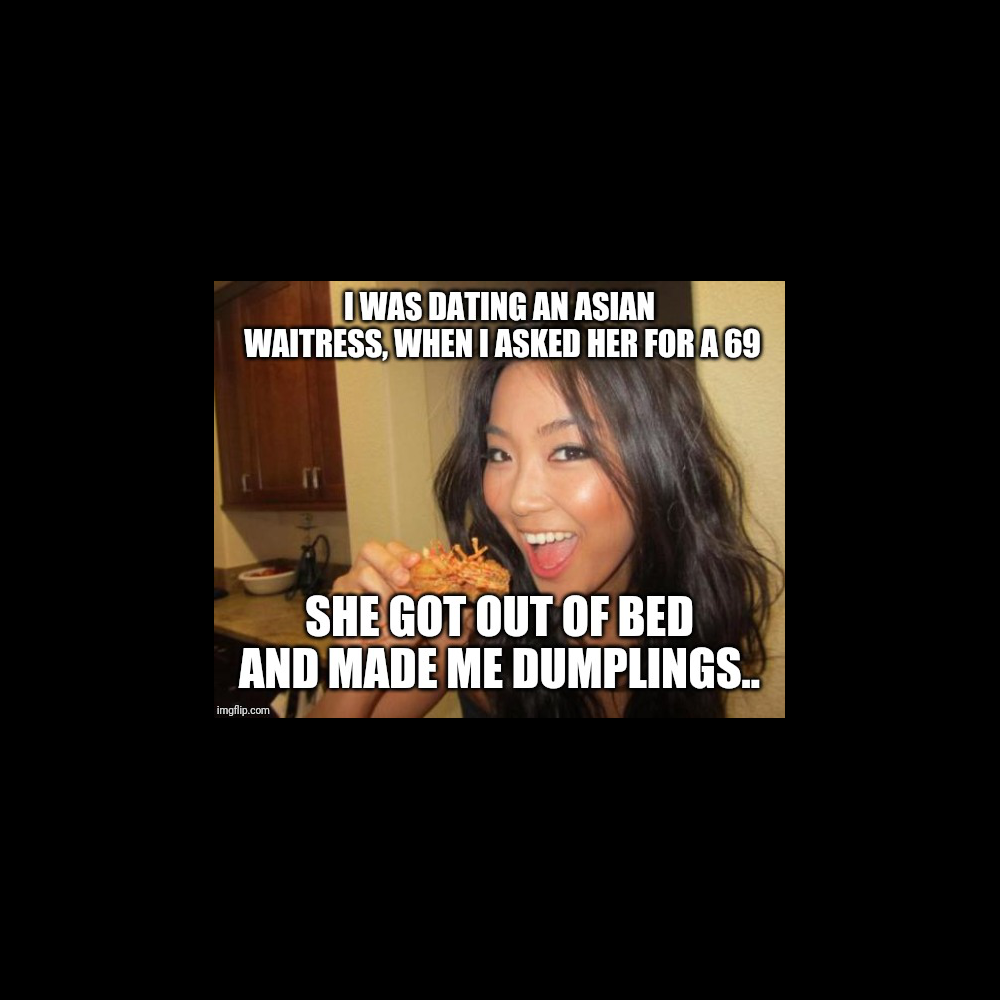 I WAS DATING AN ASIAN
WAITRESS, WHEN I ASKED HER FOR A 69
SHE GOT OUT OF BED
AND MADE ME DUMPLINGS..
imgflip.com